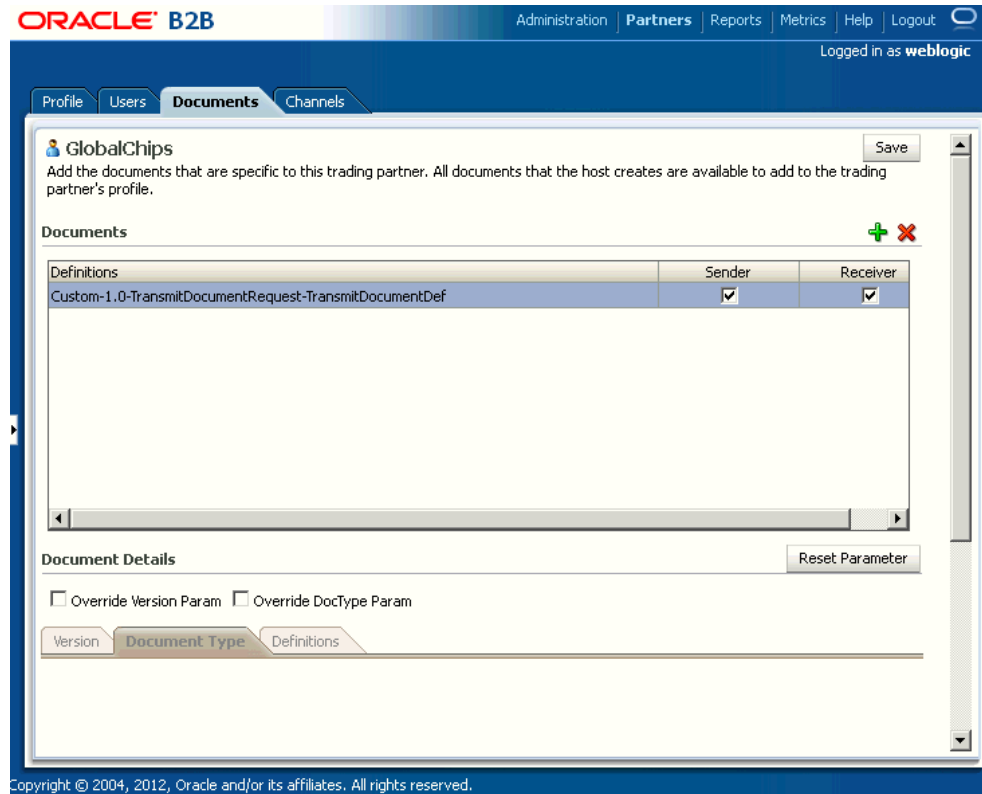 ORACLE B2B
Administration | Partners | Reports | Metrics | Help | Logout
Logged in as weblogic
Profile Users Documents Channels
GlobalChips Save
Add the documents that are specific to this trading partner. All documents that the host creates are available to add to the trading
partner's profile.
Documents
Definitions Sender Receiver
Custom-1.0-TransmitDocumentRequest-TransmitDocumentDef
Document Details Reset Parameter
Override Version Param Override DocType Param
Version Document Type Definitions
Copyright © 2004, 2012, Oracle and/or its affiliates. All rights reserved.